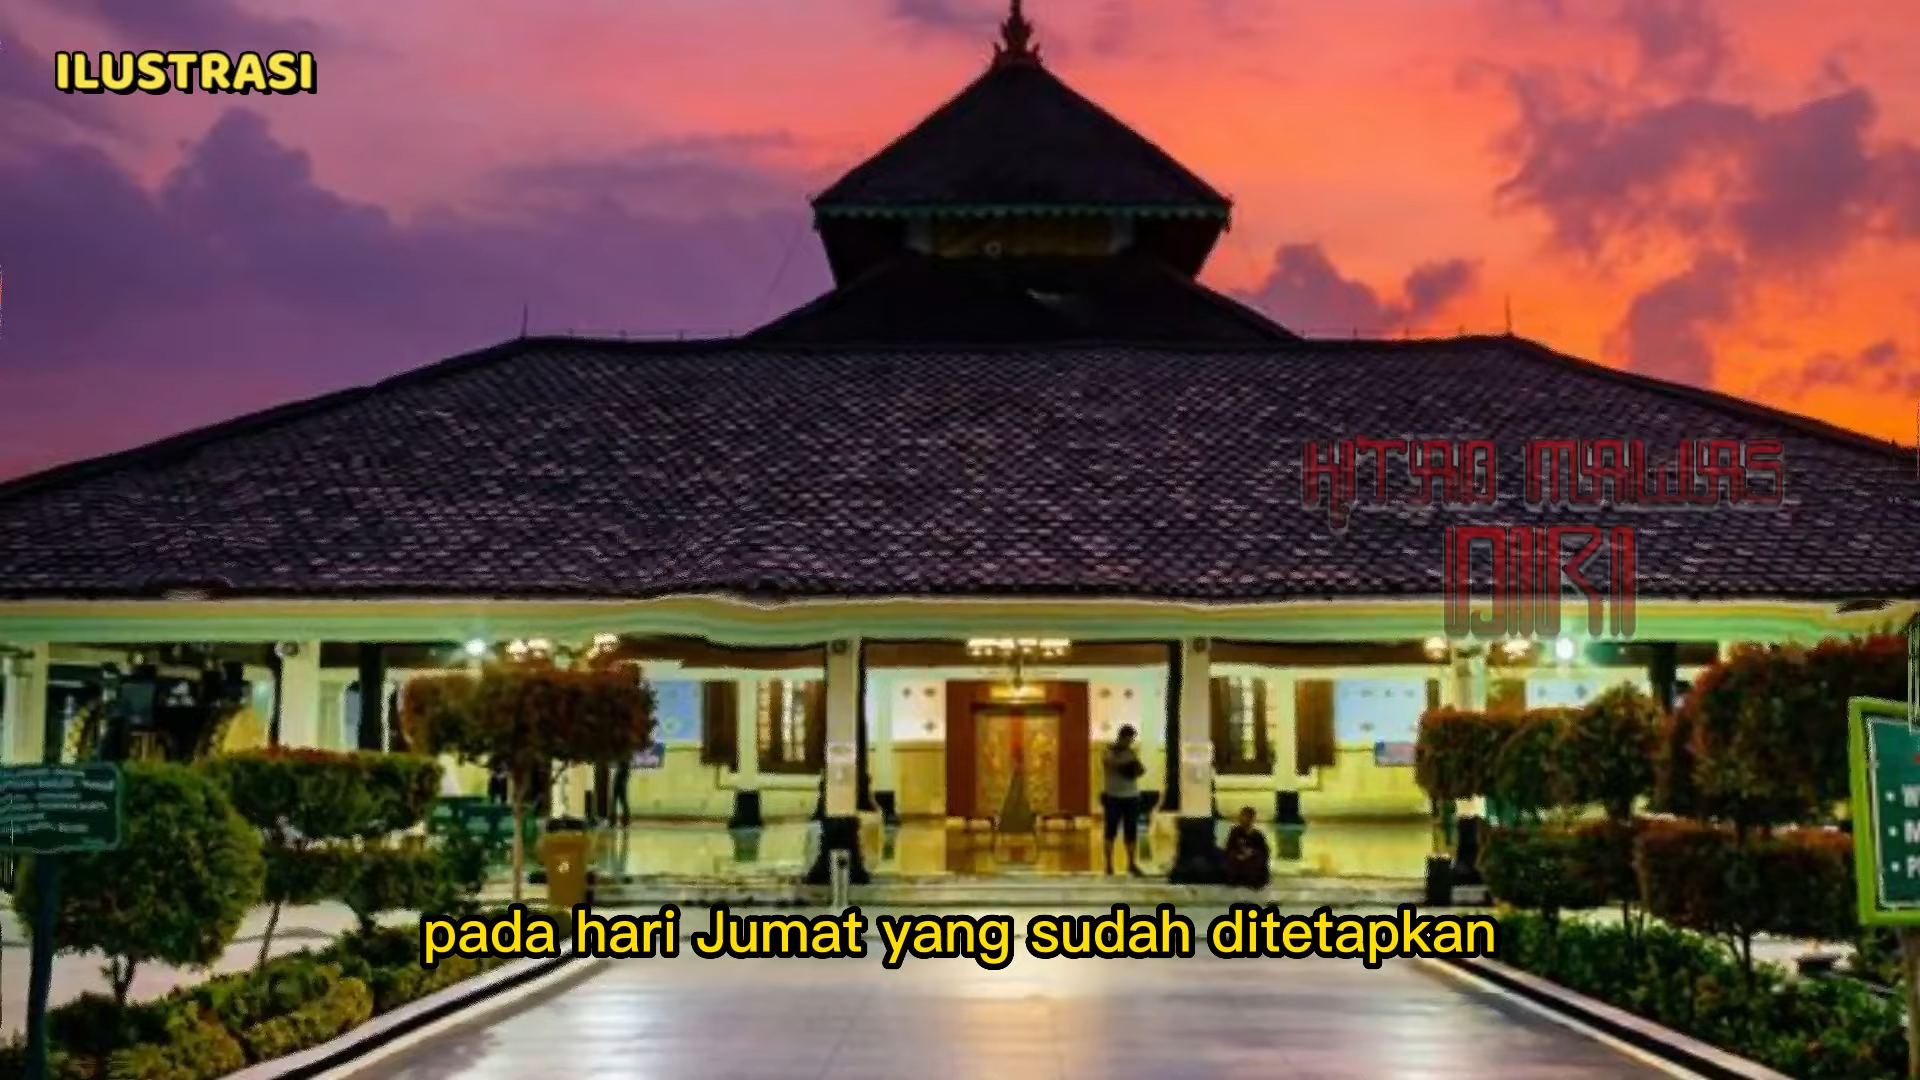 ILUSTRASI
KITAB MAWAS
DIRI
pada hari Jumat yang sudah ditetapkan